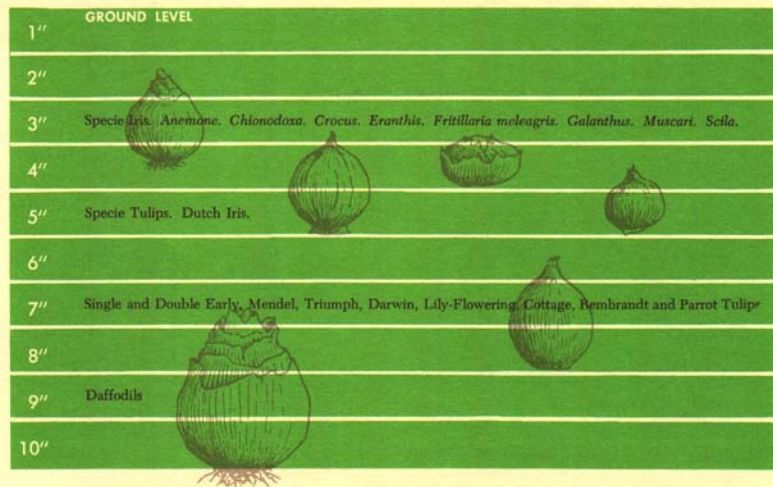 GROUND LEVEL
1"
2"
3" Specie Iris. Anemone. Chionodoxa. Crocus. Eranthis. Fritillaria meleagris. Galanthus. Muscari. Scila.
4"
5" Specie Tulips. Dutch Iris.
6"
7" Single and Double Early, Mendel, Triumph, Darwin, Lily-Flowering, Cottage, Rembrandt and Parrot Tulips
8"
9" Daffodils
10"